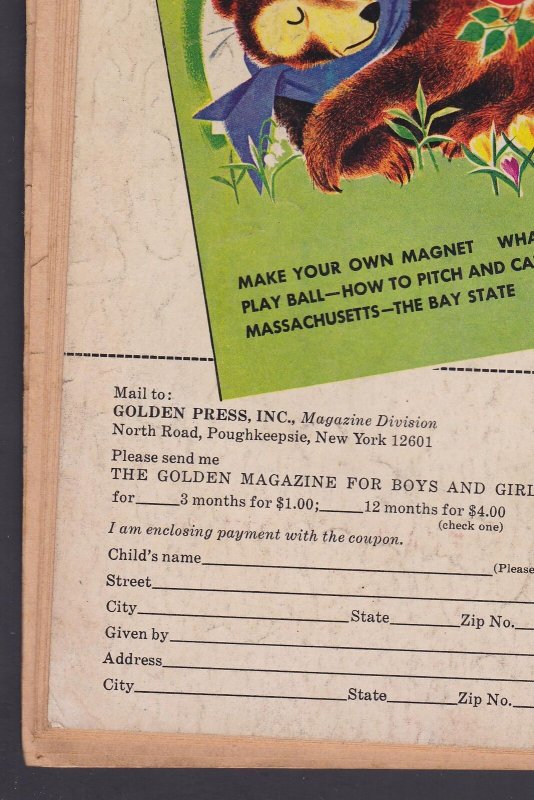 MAKE YOUR OWN MAGNET WHA
PLAY BALL—HOW TO PITCH AND CA
MASSACHUSETTS—THE BAY STATE
Mail to:
GOLDEN PRESS, INC., Magazine Division
North Road, Poughkeepsie, New York 12601
Please send me
THE GOLDEN MAGAZINE FOR BOYS AND GIRL
for_____3 months for $1.00;_____12 months for $4.00
(check one)
I am enclosing payment with the coupon.
Child's name (Please
Street
City State Zip No.
Given by
Address
City State Zip No.